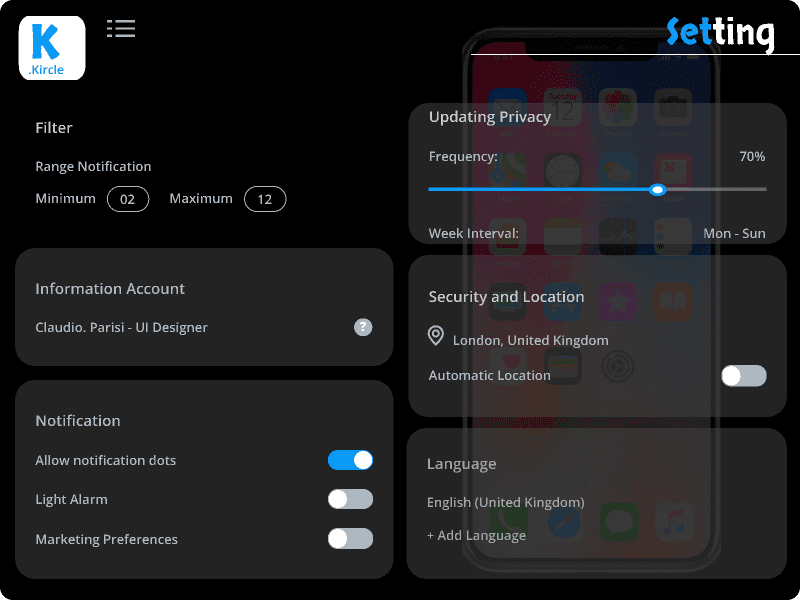 K
.Kircle
Setting
Filter
Range Notification
Minimum 02 Maximum 12
Information Account
Claudio. Parisi - UI Designer
?
Notification
Allow notification dots
Light Alarm
Marketing Preferences
Updating Privacy
Tuesday
12
Frequency: 70%
Week Interval: Mon - Sun
Security and Location
London, United Kingdom
Automatic Location
Language
English (United Kingdom)
+ Add Language